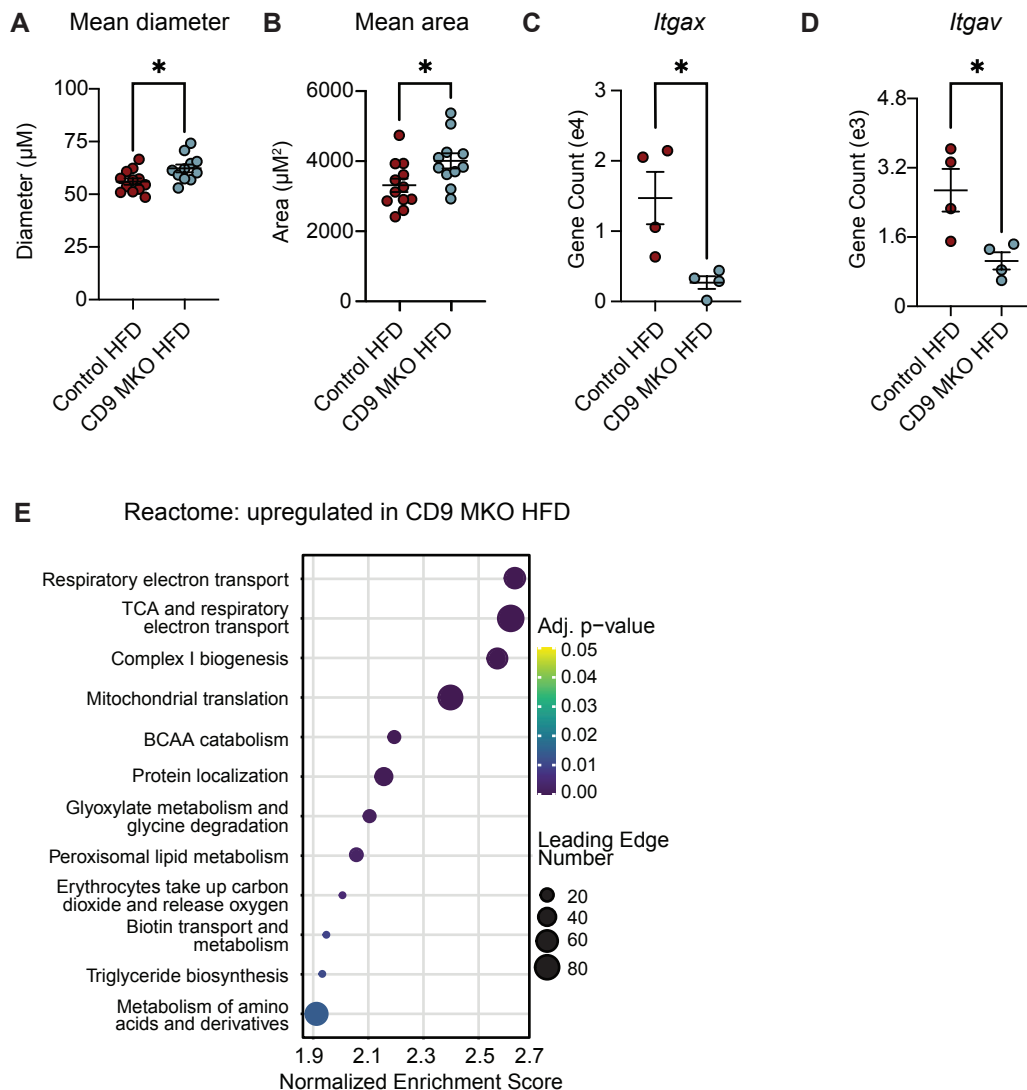 A Mean diameter
*
Diameter (µM)
100
75
50
25
0
Control HFD
CD9 MKO HFD
B Mean area
*
Area (µM²)
6000
4000
2000
0
Control HFD
CD9 MKO HFD
C Itgax
*
Gene Count (e4)
3
2
1
0
Control HFD
CD9 MKO HFD
D Itgav
*
Gene Count (e3)
4.8
3.2
1.6
0
Control HFD
CD9 MKO HFD
E Reactome: upregulated in CD9 MKO HFD
Respiratory electron transport
TCA and respiratory
electron transport
Complex I biogenesis
Mitochondrial translation
BCAA catabolism
Protein localization
Glyoxylate metabolism and
glycine degradation
Peroxisomal lipid metabolism
Erythrocytes take up carbon
dioxide and release oxygen
Biotin transport and
metabolism
Triglyceride biosynthesis
Metabolism of amino
acids and derivatives
1.9 2.1 2.3 2.5 2.7
Normalized Enrichment Score
Adj. p−value
0.05
0.04
0.03
0.02
0.01
0.00
Leading Edge
Number
20
40
60
80